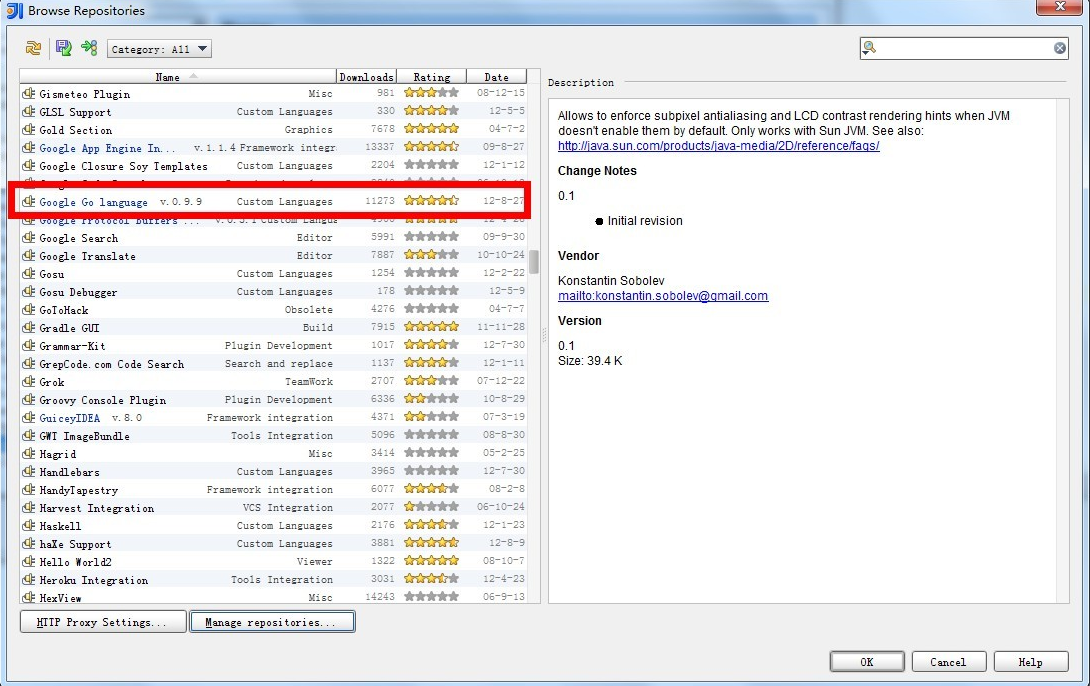 Browse Repositories
Category: All
Name Downloads Rating Date
Gismeteo Plugin Misc 981 08-12-15
GLSL Support Custom Languages 330 12-5-5
Gold Section Graphics 7678 04-7-2
Google App Engine In... v.1.1.4 Framework integr 13337 09-8-27
Google Closure Soy Templates Custom Languages 2204 12-1-12
Google Go language v.0.9.9 Custom Languages 11273 12-8-27
Google Protocol Buffers ... v.0.5.1 Custom Langua
Google Search Editor 5991 09-9-30
Google Translate Editor 7887 10-10-24
Gosu Custom Languages 1254 12-2-22
Gosu Debugger Custom Languages 178 12-5-9
GoToHack Obsolete 4276 04-7-7
Gradle GUI Build 7915 11-11-28
Grammar-Kit Plugin Development 1017 12-7-30
GrepCode.com Code Search Search and replace 1137 12-1-11
Grok TeamWork 2707 07-12-22
Groovy Console Plugin Plugin Development 6336 10-8-29
GuiceyIDEA v.8.0 Framework integration 4371 07-3-19
GWT ImageBundle Tools Integration 5096 08-8-30
Hagrid Misc 3414 05-2-25
Handlebars Custom Languages 3965 12-7-30
HandyTapestry Framework integration 6077 08-2-8
Harvest Integration VCS Integration 2077 06-10-24
Haskell Custom Languages 2176 12-1-23
haXe Support Custom Languages 3881 12-8-9
Hello World2 Viewer 1322 08-10-7
Heroku Integration Tools Integration 3031 12-4-23
HexView Misc 14243 06-9-13
HTTP Proxy Settings...
Manage repositories...
Description
Allows to enforce subpixel antialiasing and LCD contrast rendering hints when JVM
doesn't enable them by default. Only works with Sun JVM. See also:
http://java.sun.com/products/java-media/2D/reference/faqs/
Change Notes
0.1
Initial revision
Vendor
Konstantin Sobolev
mailto:konstantin.sobolev@gmail.com
Version
0.1
Size: 39.4 K
OK
Cancel
Help